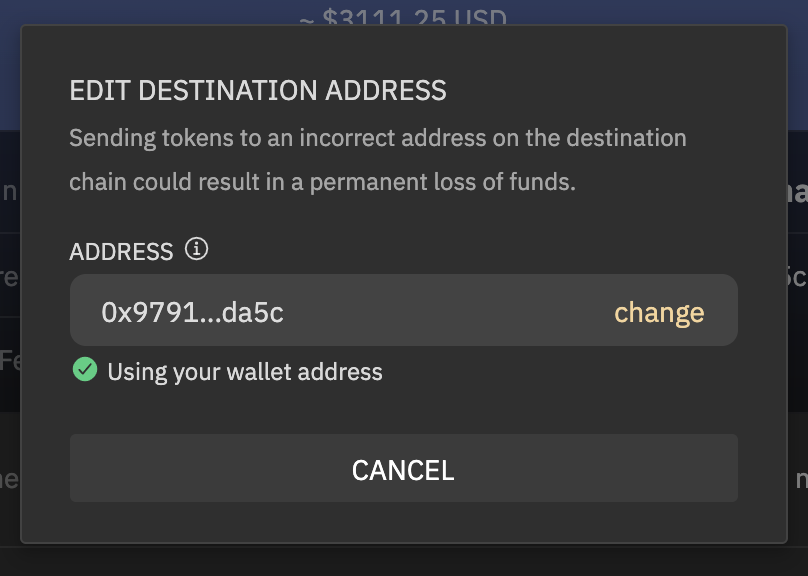 ~ $3111.25 USD
EDIT DESTINATION ADDRESS
Sending tokens to an incorrect address on the destination
chain could result in a permanent loss of funds.
ADDRESS
0x9791...da5c change
Using your wallet address
CANCEL